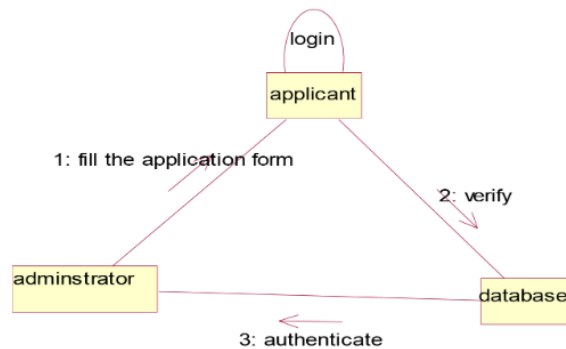 login
applicant
1: fill the application form
2: verify
adminstrator
database
3: authenticate